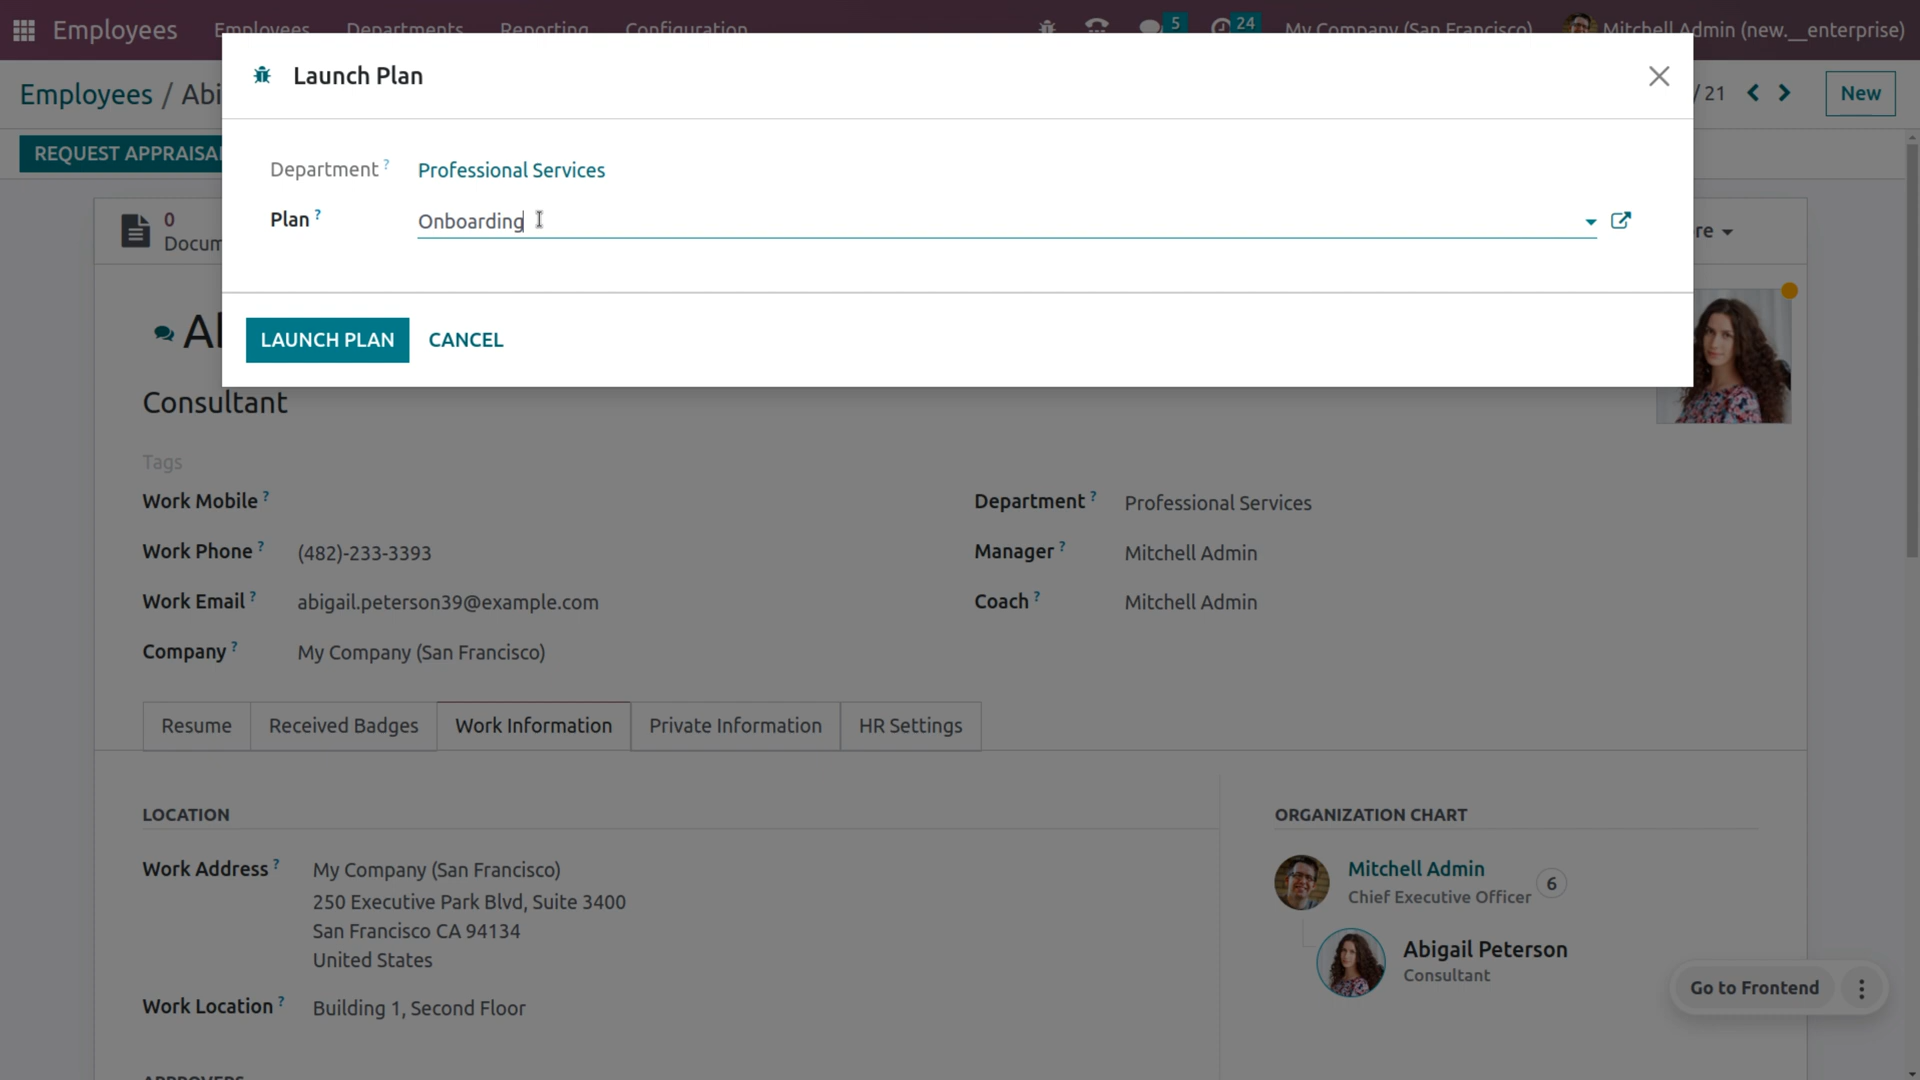 Employees Employees Departments Reporting Configuration 5 24 My Company (San Francisco) Mitchell Admin (new.__enterprise)
Launch Plan
Employees / Abi / 21 New
REQUEST APPRAISA
Department ? Professional Services
Plan ? Onboarding
0
Docum
re
LAUNCH PLAN CANCEL
Al
Consultant
Tags
Work Mobile ?
Work Phone ? (482)-233-3393
Work Email ? abigail.peterson39@example.com
Company ? My Company (San Francisco)
Department ? Professional Services
Manager ? Mitchell Admin
Coach ? Mitchell Admin
Resume Received Badges Work Information Private Information HR Settings
LOCATION
Work Address ? My Company (San Francisco)
250 Executive Park Blvd, Suite 3400
San Francisco CA 94134
United States
Work Location ? Building 1, Second Floor
APPROVERS
ORGANIZATION CHART
Mitchell Admin
Chief Executive Officer 6
Abigail Peterson
Consultant
Go to Frontend